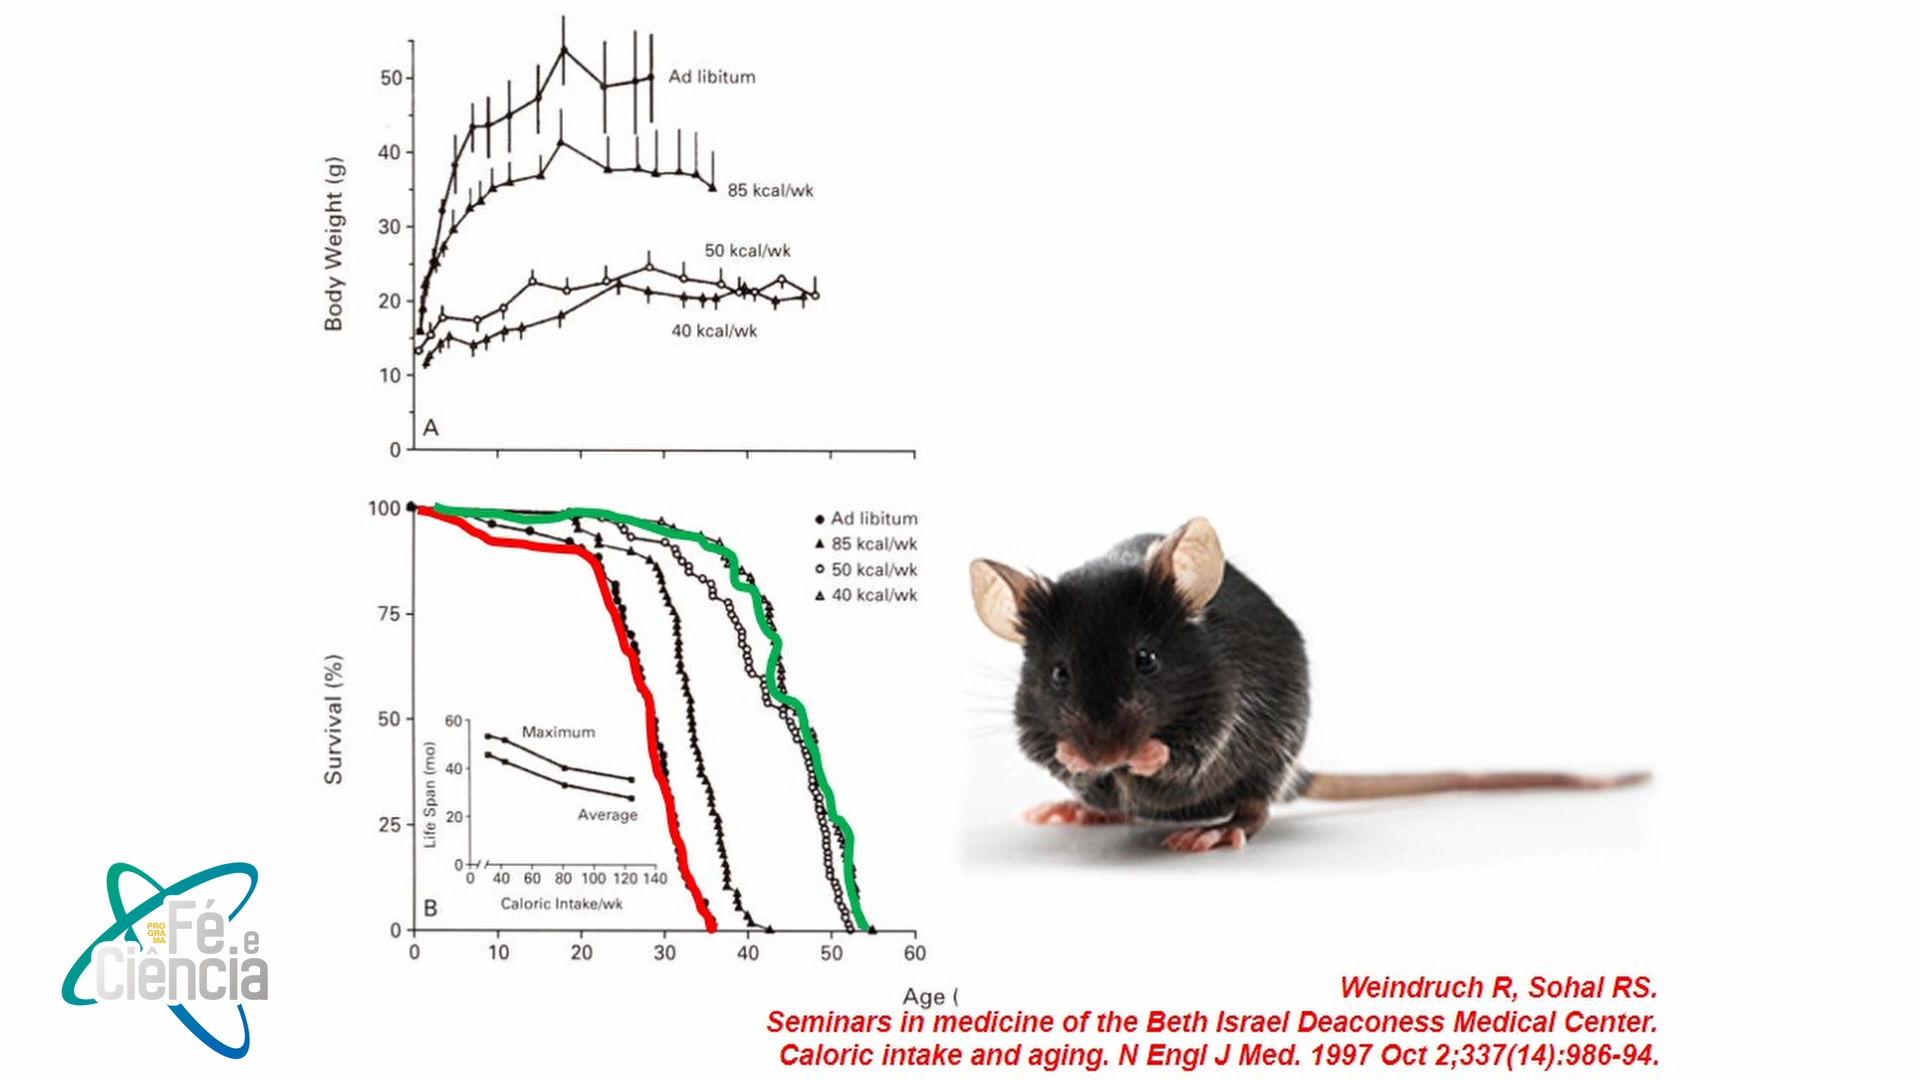 50
40
30
20
10
0
Body Weight (g)
Ad libitum
85 kcal/wk
50 kcal/wk
40 kcal/wk
A
100
75
50
25
0
Survival (%)
Ad libitum
85 kcal/wk
50 kcal/wk
40 kcal/wk
60
40
20
0
Life Span (mo)
Maximum
Average
0 40 60 80 100 120 140
Caloric Intake/wk
B
0 10 20 30 40 50 60
Age (
PRO
GRA
MA
Fé e
Ciência
Weindruch R, Sohal RS.
Seminars in medicine of the Beth Israel Deaconess Medical Center.
Caloric intake and aging. N Engl J Med. 1997 Oct 2;337(14):986-94.